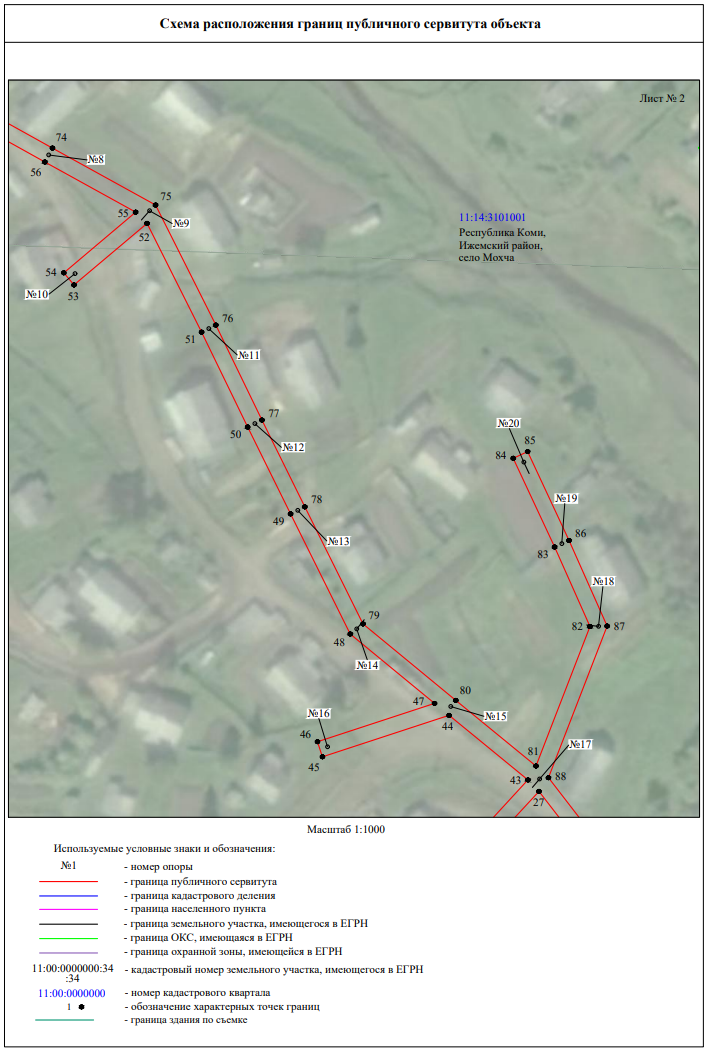 Схема расположения границ публичного сервитута объекта
Лист № 2
74
№8
56
75
55
№9
52
11:14:3101001
Республика Коми,
Ижемский район,
село Мохча
54
53
№10
76
51
№11
77
50
№12
№20
85
84
78
№19
49
№13
86
83
№18
79
82
87
48
№14
80
47
№16
44
№15
46
№17
45
81
43
88
27
Масштаб 1:1000
Используемые условные знаки и обозначения:
№1 - номер опоры
- граница публичного сервитута
- граница кадастрового деления
- граница населенного пункта
- граница земельного участка, имеющегося в ЕГРН
- граница ОКС, имеющаяся в ЕГРН
- граница охранной зоны, имеющейся в ЕГРН
11:00:0000000:34 - кадастровый номер земельного участка, имеющегося в ЕГРН
:34
11:00:0000000 - номер кадастрового квартала
1 - обозначение характерных точек границ
- граница здания по съемке